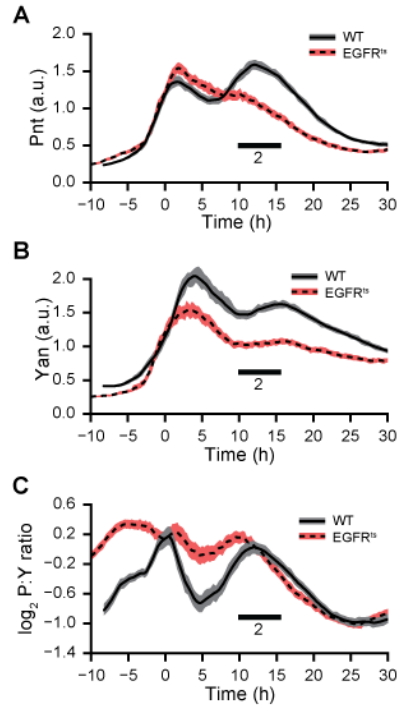 A
WT
EGFRts
Pnt (a.u.)
2.0
1.5
1.0
0.5
0.0
2
−10 −5 0 5 10 15 20 25 30
Time (h)
B
WT
EGFRts
Yan (a.u.)
2.0
1.5
1.0
0.5
0.0
2
−10 −5 0 5 10 15 20 25 30
Time (h)
C
WT
EGFRts
log2 P:Y ratio
0.6
0.2
−0.2
−0.6
−1.0
−1.4
2
−10 −5 0 5 10 15 20 25 30
Time (h)